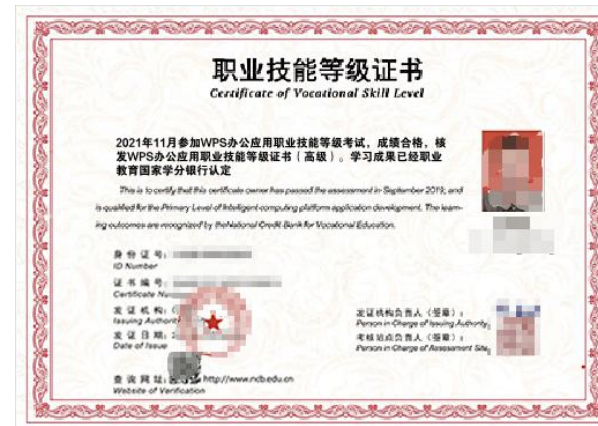 职业技能等级证书
Certificate of Vocational Skill Level
2021年11月参加WPS办公应用职业技能等级考试，成绩合格，核
发WPS办公应用职业技能等级证书（高级）。学习成果已经职业
教育国家学分银行认定
This is to certify that this certificate owner has passed the assessment in September 2019, and
is qualified for the Primary Level of Intelligent computing platform application development. The learn-
ing outcomes are recognized by theNational Credit Bank for Vocational Education.
身 份 证 号：
ID Number
证 书 编 号：
Certificate
发 证 机 构：
Issuing Authority
发 证 日 期：
Date of Issue
查 询 网 址： http://www.ncb.edu.cn
Website of Verification
发证机构负责人（签章）：
Person in Charge of Issuing Authority
考核站点负责人（签章）：
Person in Charge of Assessment Site